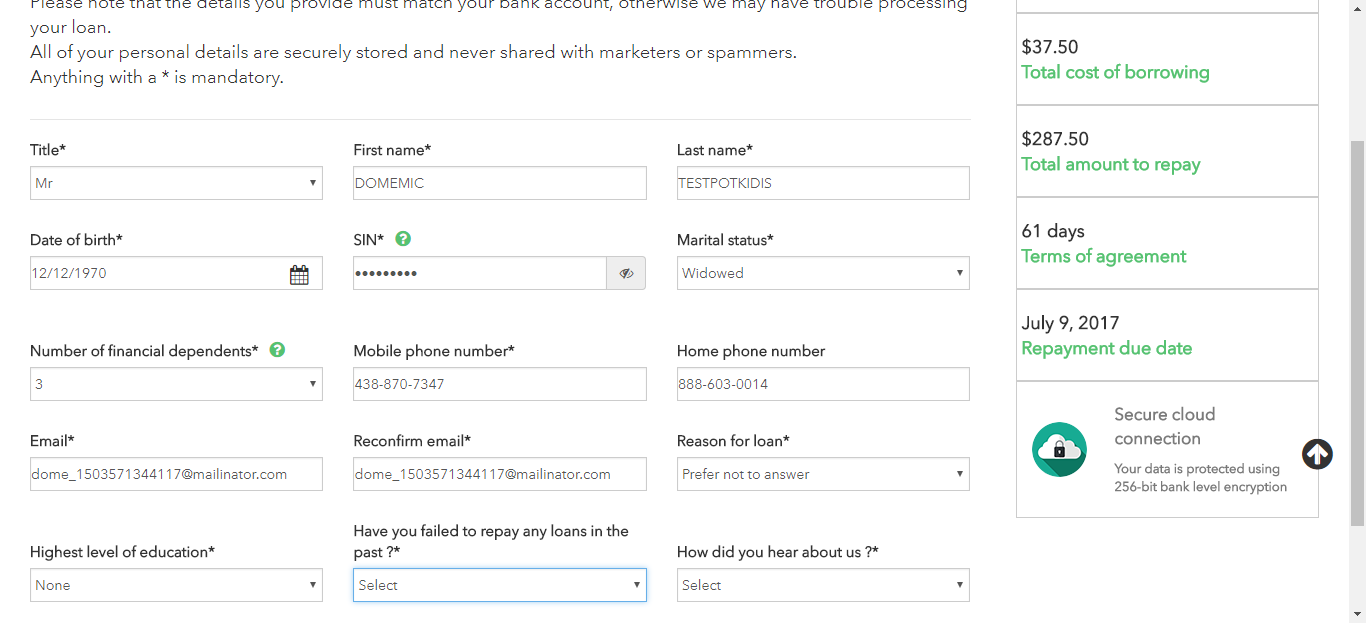 Please note that the details you provide must match your bank account, otherwise we may have trouble processing
your loan.
All of your personal details are securely stored and never shared with marketers or spammers.
Anything with a * is mandatory.
Title*
First name*
Last name*
Mr
DOMEMIC
TESTPOTKIDIS
Date of birth*
SIN* ?
Marital status*
12/12/1970
•••••••••
Widowed
Number of financial dependents* ?
Mobile phone number*
Home phone number
3
438-870-7347
888-603-0014
Email*
Reconfirm email*
Reason for loan*
dome_1503571344117@mailinator.com
dome_1503571344117@mailinator.com
Prefer not to answer
Highest level of education*
Have you failed to repay any loans in the
past ?*
How did you hear about us ?*
None
Select
Select
$37.50
Total cost of borrowing
$287.50
Total amount to repay
61 days
Terms of agreement
July 9, 2017
Repayment due date
Secure cloud
connection
Your data is protected using
256-bit bank level encryption